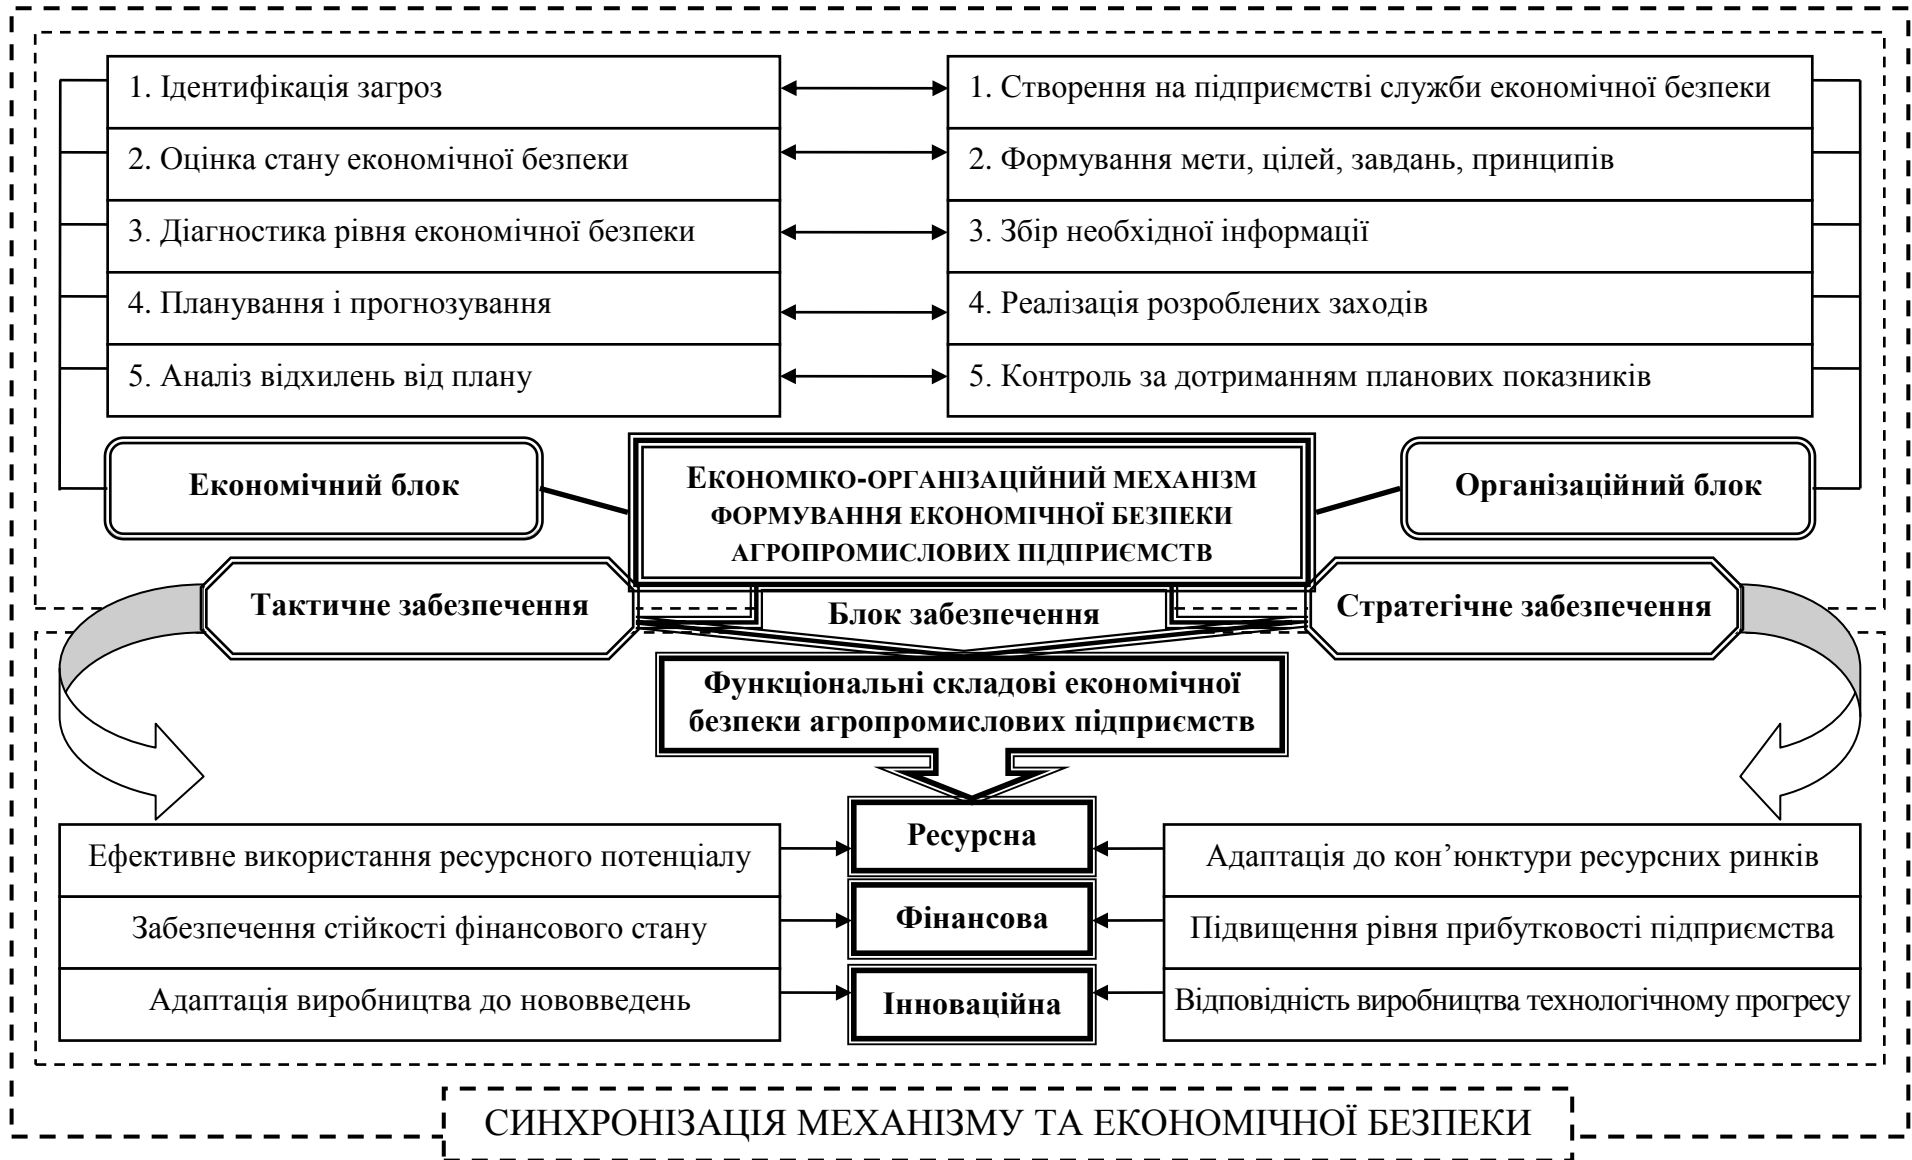 1. Ідентифікація загроз
1. Створення на підприємстві служби економічної безпеки
2. Оцінка стану економічної безпеки
2. Формування мети, цілей, завдань, принципів
3. Діагностика рівня економічної безпеки
3. Збір необхідної інформації
4. Планування і прогнозування
4. Реалізація розроблених заходів
5. Аналіз відхилень від плану
5. Контроль за дотриманням планових показників
Економічний блок
ЕКОНОМІКО-ОРГАНІЗАЦІЙНИЙ МЕХАНІЗМ
ФОРМУВАННЯ ЕКОНОМІЧНОЇ БЕЗПЕКИ
АГРОПРОМИСЛОВИХ ПІДПРИЄМСТВ
Організаційний блок
Тактичне забезпечення
Блок забезпечення
Стратегічне забезпечення
Функціональні складові економічної
безпеки агропромислових підприємств
Ресурсна
Ефективне використання ресурсного потенціалу
Адаптація до кон’юнктури ресурсних ринків
Фінансова
Забезпечення стійкості фінансового стану
Підвищення рівня прибутковості підприємства
Інноваційна
Адаптація виробництва до нововведень
Відповідність виробництва технологічному прогресу
СИНХРОНІЗАЦІЯ МЕХАНІЗМУ ТА ЕКОНОМІЧНОЇ БЕЗПЕКИ